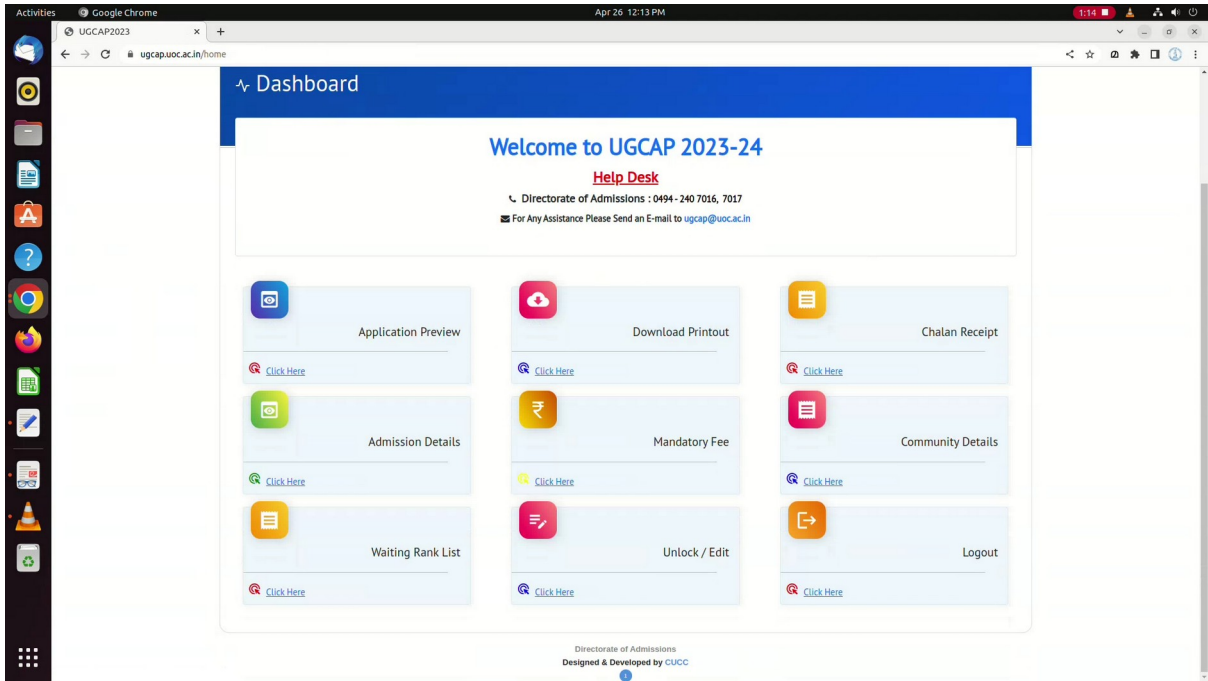 Activities Google Chrome Apr 26 12:13 PM 1:14
UGCAP2023
ugcap.uoc.ac.in/home
Dashboard
Welcome to UGCAP 2023-24
Help Desk
Directorate of Admissions : 0494 - 240 7016, 7017
For Any Assistance Please Send an E-mail to ugcap@uoc.ac.in
Application Preview Download Printout Chalan Receipt
Click Here Click Here Click Here
Admission Details Mandatory Fee Community Details
Click Here Click Here Click Here
Waiting Rank List Unlock / Edit Logout
Click Here Click Here Click Here
Directorate of Admissions
Designed & Developed by CUCC
1